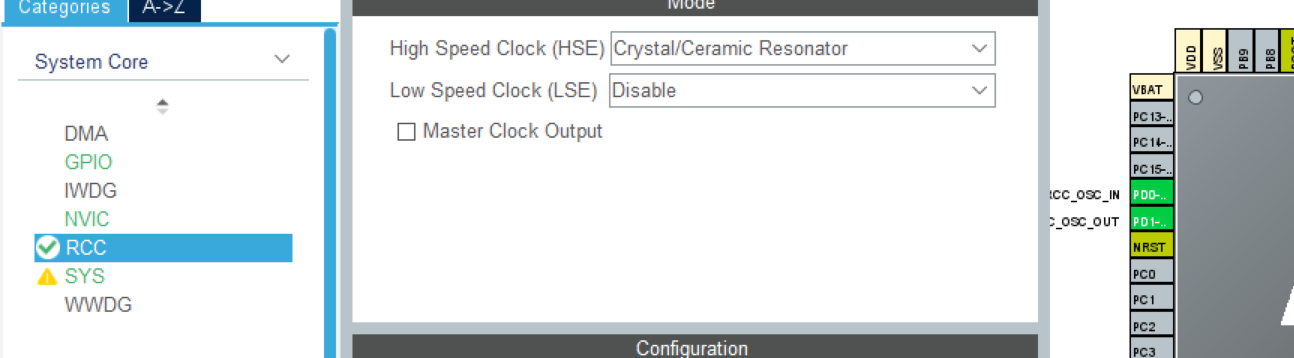 Categories A->Z
System Core
DMA
GPIO
IWDG
NVIC
RCC
SYS
WWDG
Mode
High Speed Clock (HSE) Crystal/Ceramic Resonator
Low Speed Clock (LSE) Disable
Master Clock Output
Configuration
VDD
VSS
PB9
PB8
VBAT
PC13-..
PC14-..
PC15-..
RCC_OSC_IN PD0-..
C_OSC_OUT PD1-..
NRST
PC0
PC1
PC2
PC3